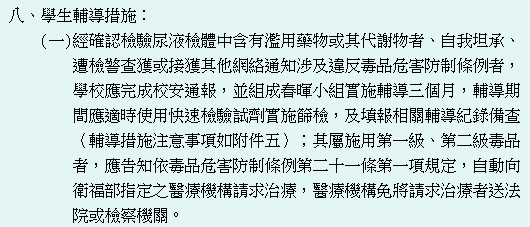 八、學生輔導措施：
(一)經確認檢驗尿液檢體中含有濫用藥物或其代謝物者、自我坦承、
遭檢警查獲或接獲其他網絡通知涉及違反毒品危害防制條例者，
學校應完成校安通報，並組成春暉小組實施輔導三個月，輔導期
間應適時使用快速檢驗試劑實施篩檢，及填報相關輔導紀錄備查
（輔導措施注意事項如附件五）；其屬施用第一級、第二級毒品
者，應告知依毒品危害防制條例第二十一條第一項規定，自動向
衛福部指定之醫療機構請求治療，醫療機構免將請求治療者送法
院或檢察機關。